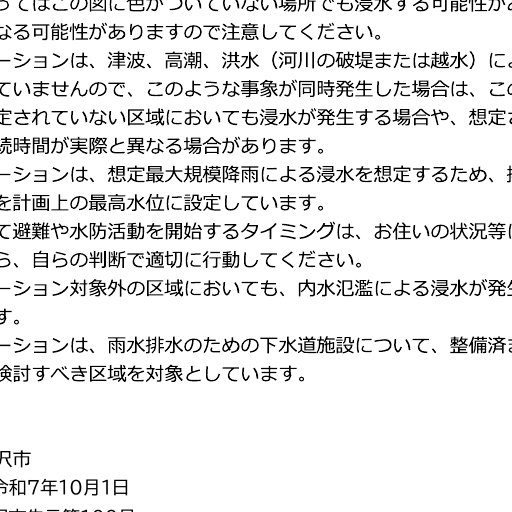 ってはこの図に色がついていない場所でも浸水する可能性が
なる可能性がありますので注意してください。
ーションは、津波、高潮、洪水（河川の破堤または越水）によ
ていませんので、このような事象が同時発生した場合は、この
定されていない区域においても浸水が発生する場合や、想定さ
続時間が実際と異なる場合があります。
ーションは、想定最大規模降雨による浸水を想定するため、
を計画上の最高水位に設定しています。
て避難や水防活動を開始するタイミングは、お住いの状況等
ら、自らの判断で適切に行動してください。
ーション対象外の区域においても、内水氾濫による浸水が発生
す。
ーションは、雨水排水のための下水道施設について、整備済
検討すべき区域を対象としています。
沢市
令和7年10月1日